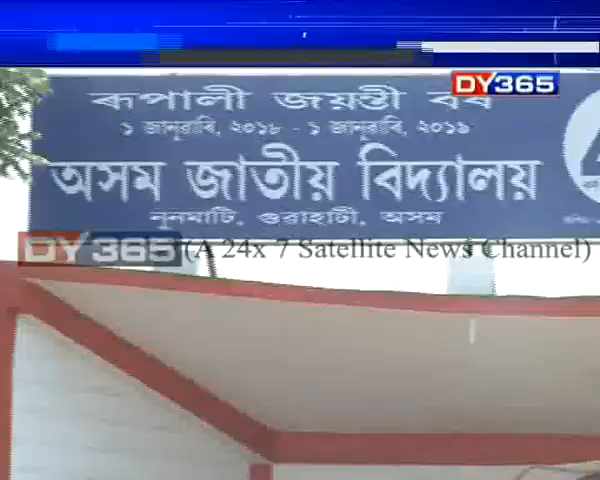 DY365
ৰূপালী জয়ন্তী বৰ্ষ
১ জানুৱাৰি, ২০১৮ - ১ জানুৱাৰি, ২০১৯
অসম জাতীয় বিদ্যালয়
নুনমাটি, গুৱাহাটী, অসম
DY365 (A 24x 7 Satellite News Channel)